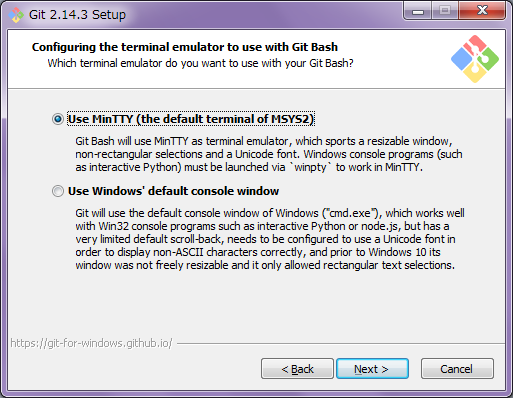 Git 2.14.3 Setup
Configuring the terminal emulator to use with Git Bash
Which terminal emulator do you want to use with your Git Bash?
Use MinTTY (the default terminal of MSYS2)
Git Bash will use MinTTY as terminal emulator, which sports a resizable window,
non-rectangular selections and a Unicode font. Windows console programs (such
as interactive Python) must be launched via `winpty` to work in MinTTY.
Use Windows' default console window
Git will use the default console window of Windows ("cmd.exe"), which works well
with Win32 console programs such as interactive Python or node.js, but has a
very limited default scroll-back, needs to be configured to use a Unicode font in
order to display non-ASCII characters correctly, and prior to Windows 10 its
window was not freely resizable and it only allowed rectangular text selections.
https://git-for-windows.github.io/
< Back
Next >
Cancel